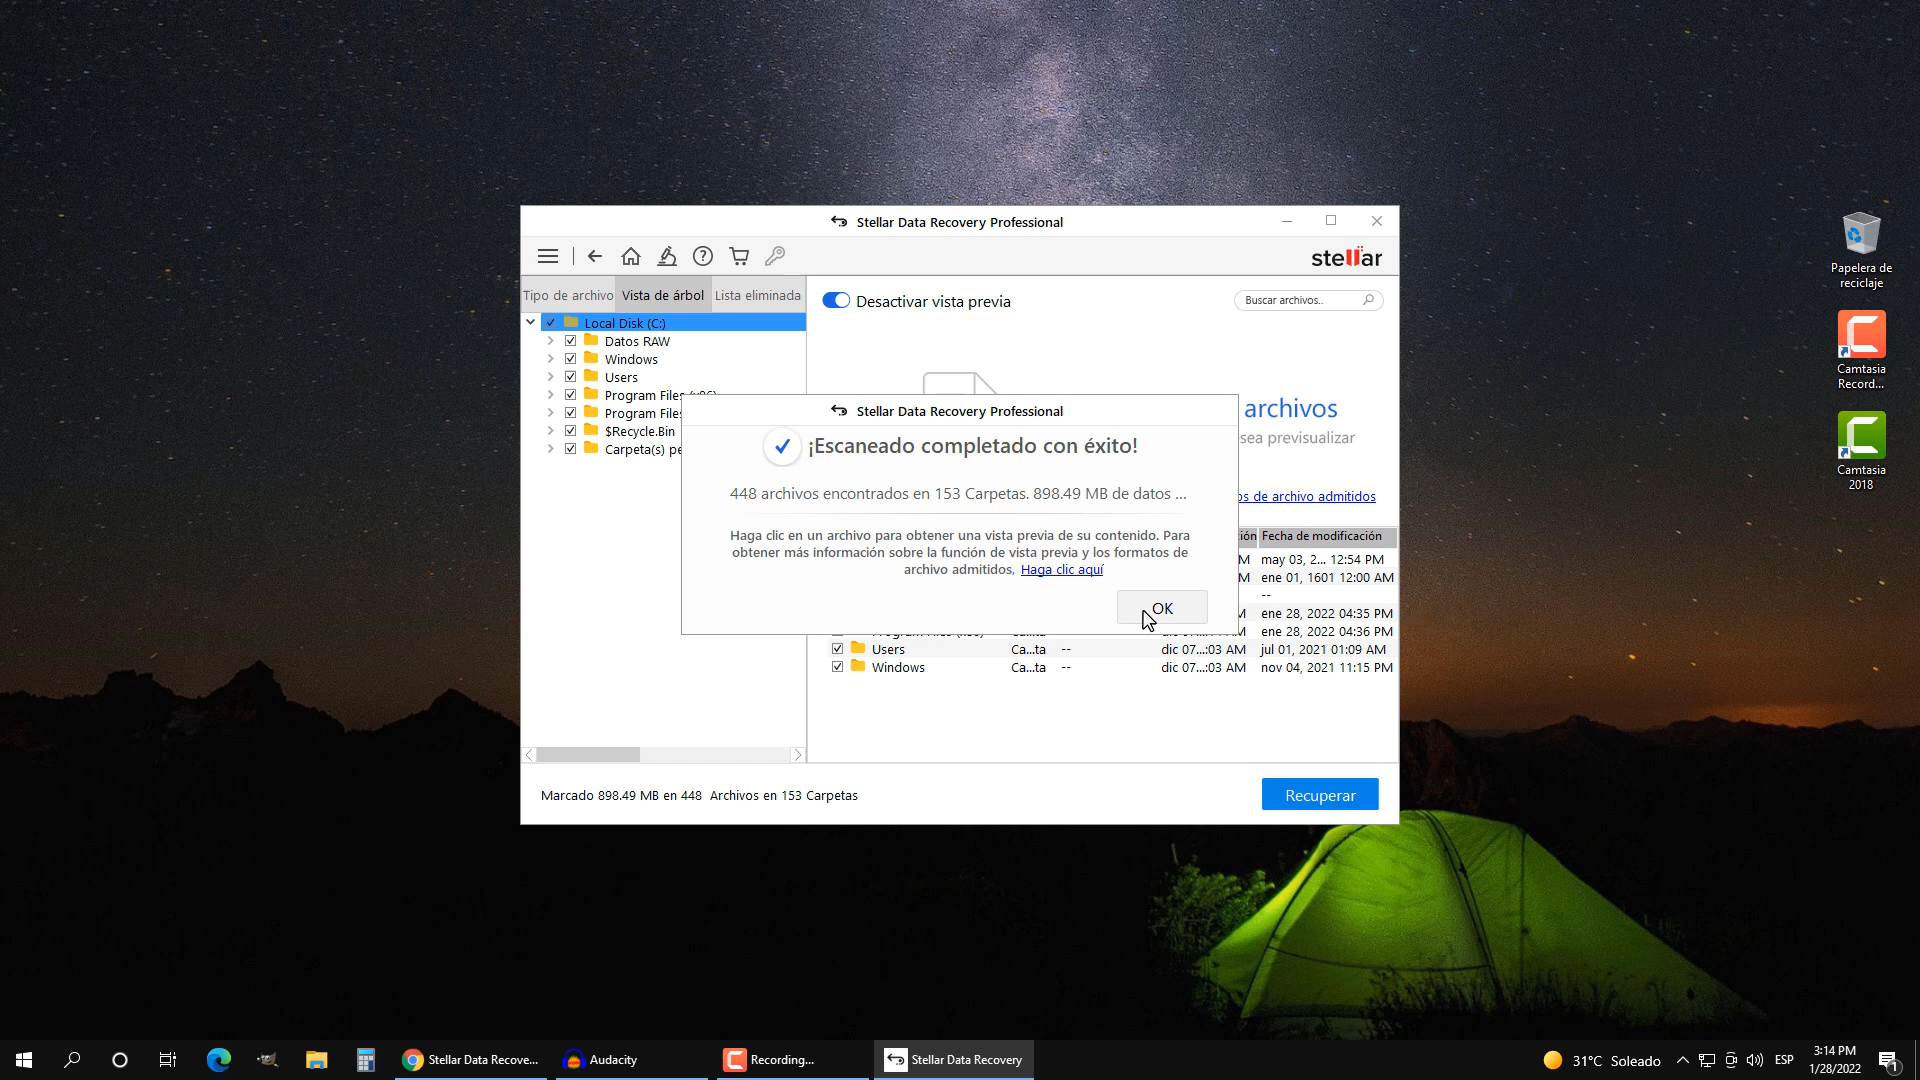 Stellar Data Recovery Professional
stellar
Tipo de archivo
Vista de árbol
Lista eliminada
Desactivar vista previa
Buscar archivos..
Local Disk (C:)
Datos RAW
Windows
Users
Program Files (x86)
Program Files
$Recycle.Bin
Carpeta(s) pe
archivos
sea previsualizar
os de archivo admitidos
Stellar Data Recovery Professional
¡Escaneado completado con éxito!
448 archivos encontrados en 153 Carpetas. 898.49 MB de datos ...
Haga clic en un archivo para obtener una vista previa de su contenido. Para
obtener más información sobre la función de vista previa y los formatos de
archivo admitidos, Haga clic aquí
OK
ión Fecha de modificación
M may 03, 2... 12:54 PM
M ene 01, 1601 12:00 AM
--
M ene 28, 2022 04:35 PM
M ene 28, 2022 04:36 PM
Users Ca...ta -- dic 07...:03 AM jul 01, 2021 01:09 AM
Windows Ca...ta -- dic 07...:03 AM nov 04, 2021 11:15 PM
Marcado 898.49 MB en 448 Archivos en 153 Carpetas
Recuperar
Papelera de
reciclaje
Camtasia
Record...
Camtasia
2018
Stellar Data Recove...
Audacity
Recording...
Stellar Data Recovery
31°C Soleado
ESP
3:14 PM
1/28/2022
1